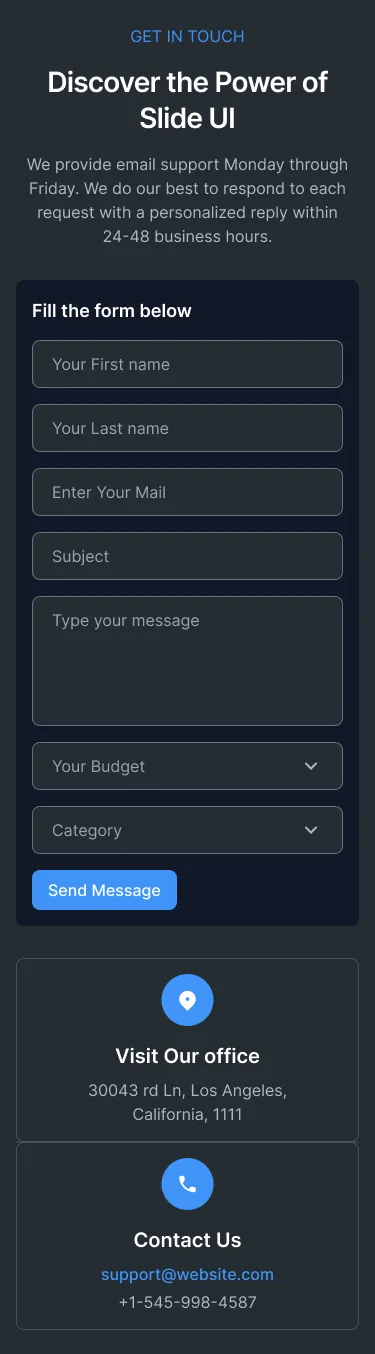 GET IN TOUCH
Discover the Power of
Slide UI
We provide email support Monday through
Friday. We do our best to respond to each
request with a personalized reply within
24-48 business hours.
Fill the form below
Your First name
Your Last name
Enter Your Mail
Subject
Type your message
Your Budget
Category
Send Message
Visit Our office
30043 rd Ln, Los Angeles,
California, 1111
Contact Us
support@website.com
+1-545-998-4587